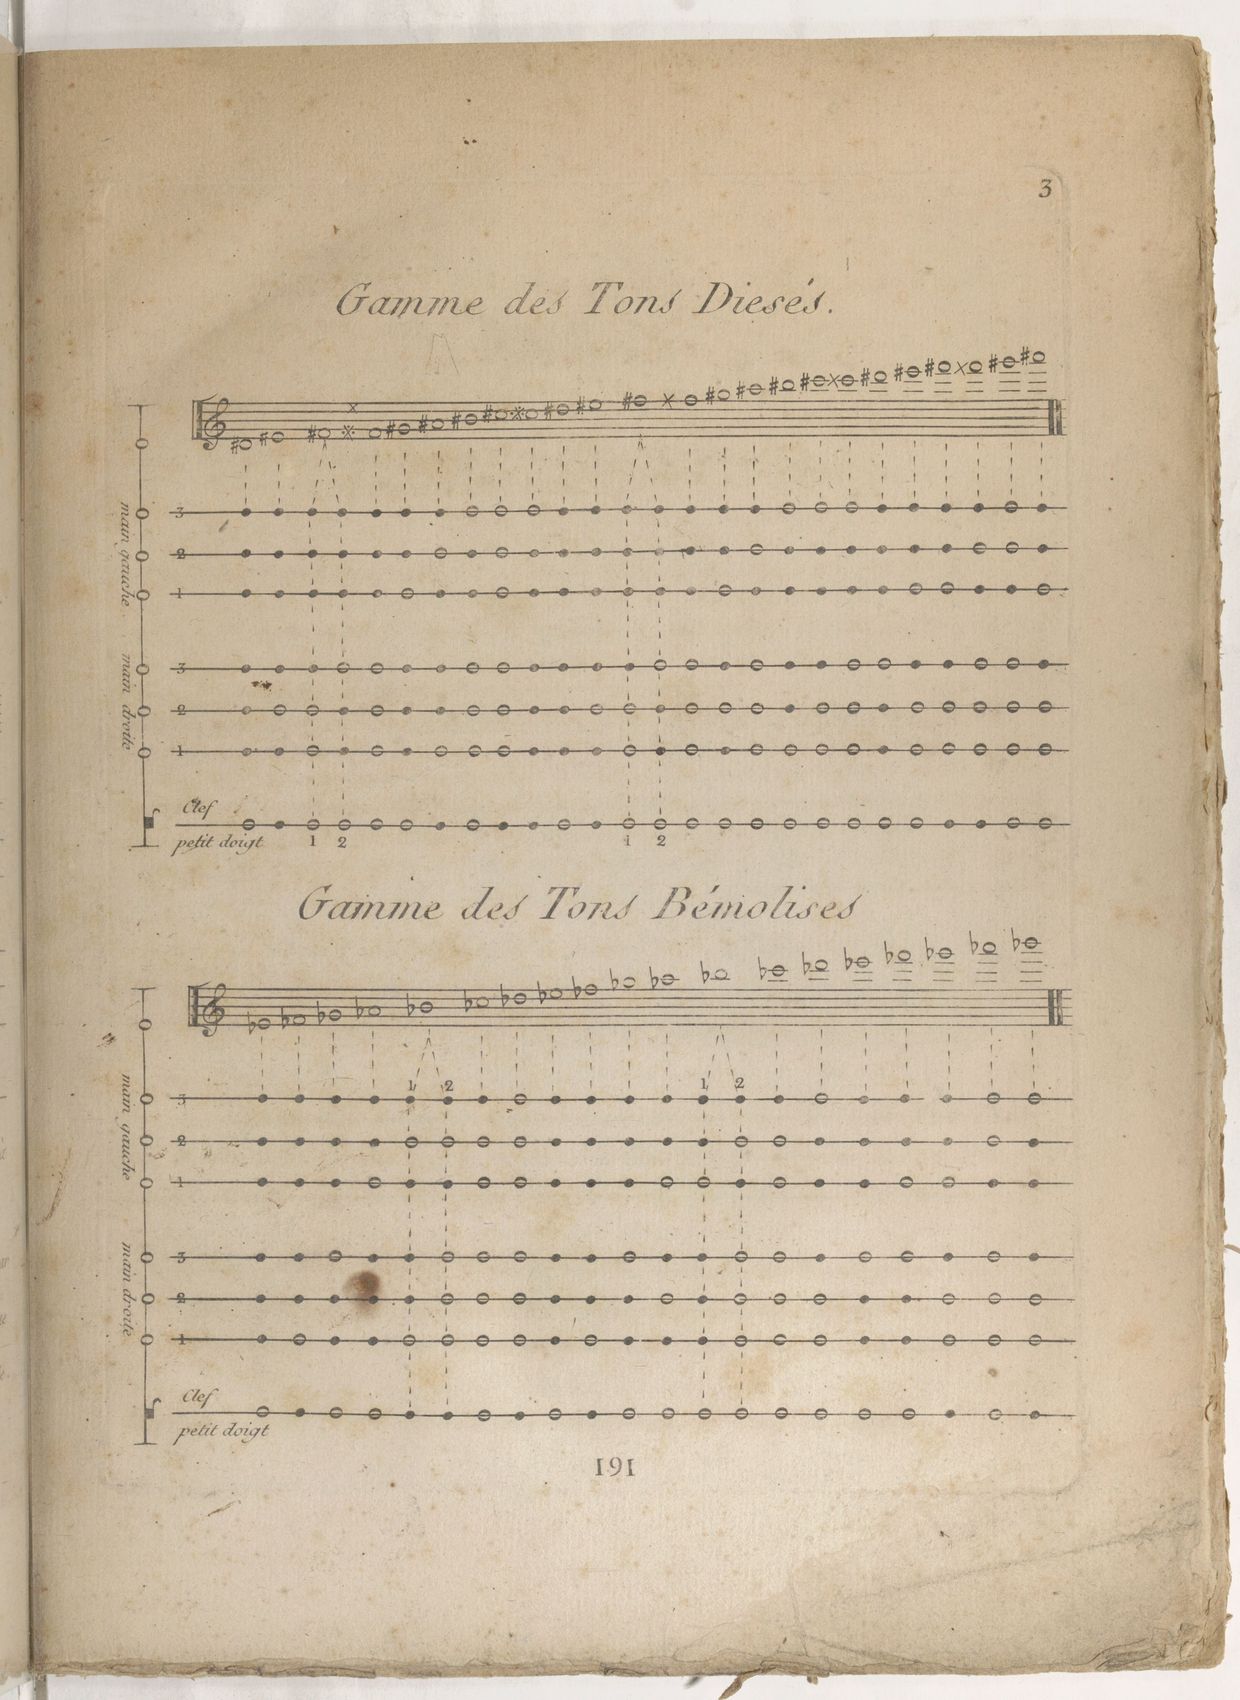 3
Gamme des Tons Diesés.
main gauche
3
2
1
main droite
3
2
1
Clef
petit doigt 1 2 1 2
Gamme des Tons Bémolises
1 2 1 2
main gauche
3
2
1
main droite
3
2
1
Clef
petit doigt
191